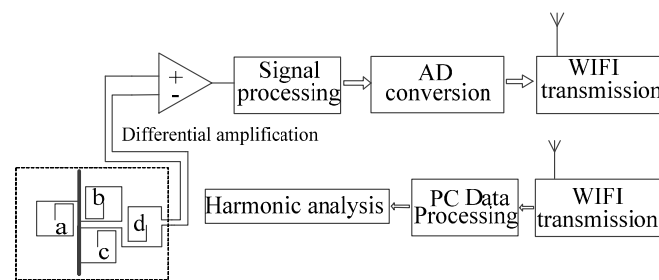 +
-
Signal
processing
AD
conversion
WIFI
transmission
Differential amplification
a
b
c
d
Harmonic analysis
PC Data
Processing
WIFI
transmission